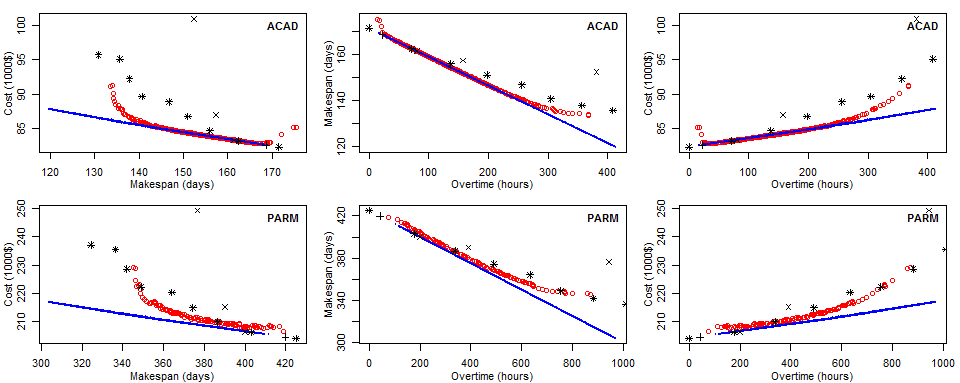 ACAD
Cost (1000$)
85 90 95 100
120 130 140 150 160 170
Makespan (days)
ACAD
Makespan (days)
120 140 160
0 100 200 300 400
Overtime (hours)
ACAD
Cost (1000$)
85 90 95 100
0 100 200 300 400
Overtime (hours)
PARM
Cost (1000$)
210 220 230 240 250
300 320 340 360 380 400 420
Makespan (days)
PARM
Makespan (days)
300 340 380 420
0 200 400 600 800 1000
Overtime (hours)
PARM
Cost (1000$)
210 220 230 240 250
0 200 400 600 800 1000
Overtime (hours)